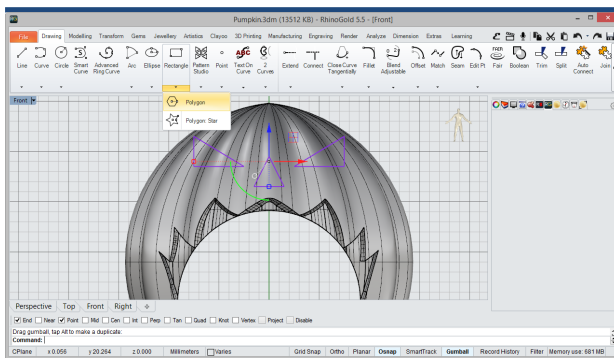 Pumpkin.3dm (13512 KB) - RhinoGold 5.5 - [Front]
File Drawing Modelling Transform Gems Jewellery Artistics Clayoo 3D Printing Manufacturing Engraving Render Analyze Dimension Extras Learning
Line Curve Circle Smart Curve Advanced Ring Curve Arc Ellipse Rectangle Pattern Studio Point Text On Curve 2 Curves Extend Connect Close Curve Tangentially Fillet Blend Adjustable Offset Match Seam Edit Pt Fair Boolean Trim Split Auto Connect Join
Front
Polygon
Polygon: Star
Perspective Top Front Right
End Near Point Mid Cen Int Perp Tan Quad Knot Vertex Project Disable
Drag gumball, tap Alt to make a duplicate:
Command:
CPlane x 0.056 y 20.264 z 0.000 Millimeters Varies Grid Snap Ortho Planar Osnap SmartTrack Gumball Record History Filter Memory use: 681 MB